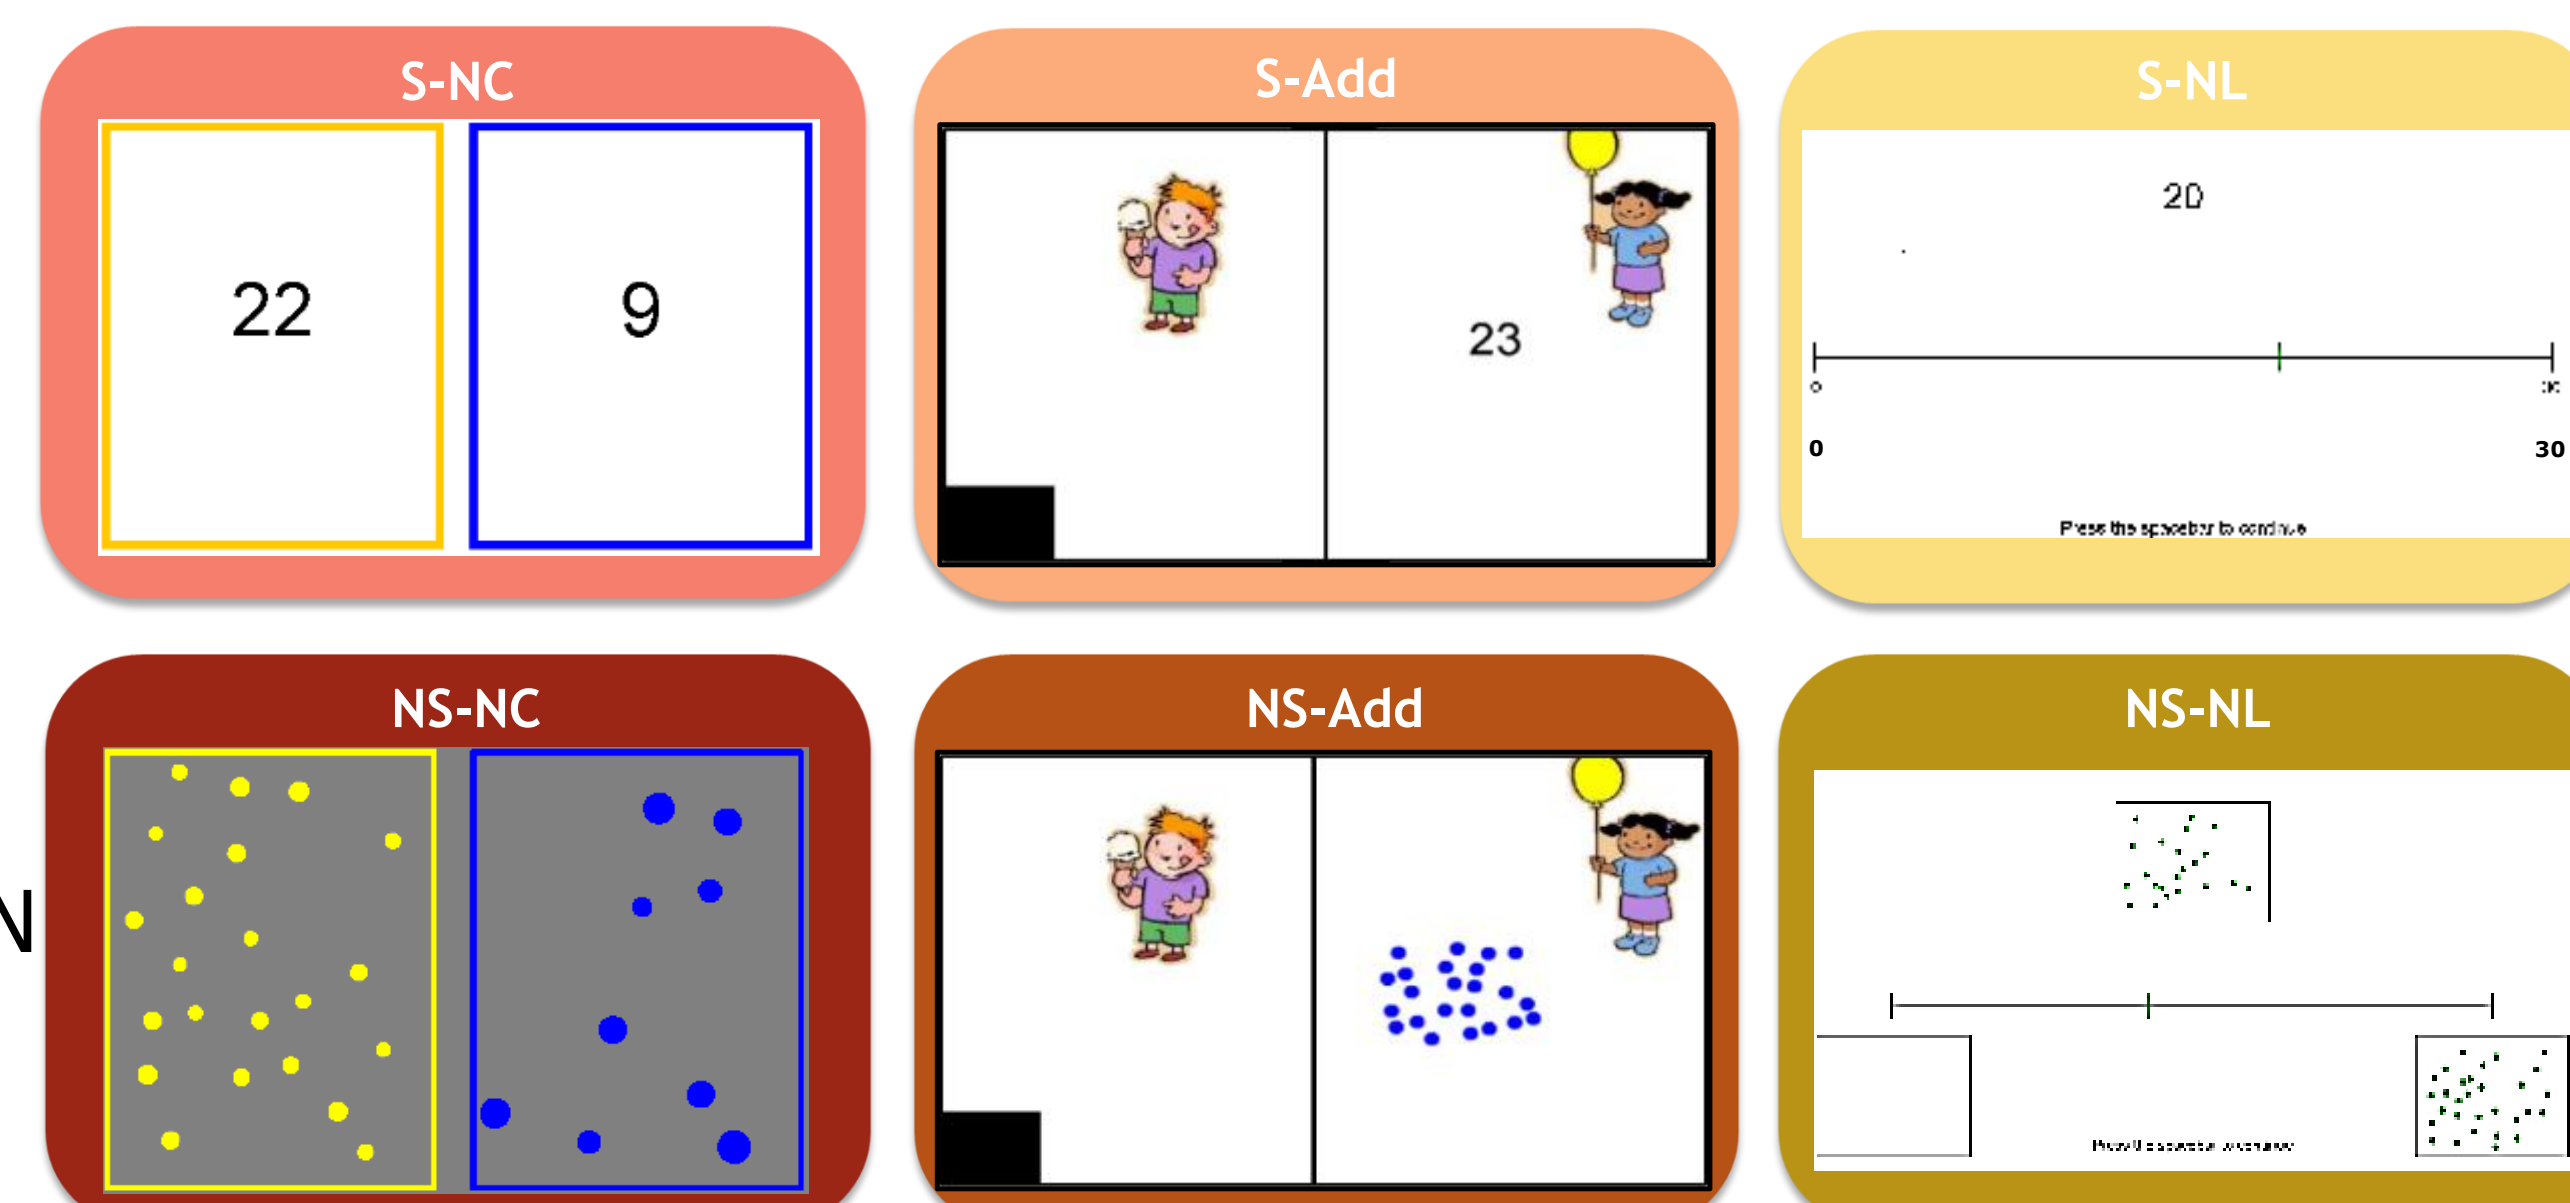 S-NC
S-Add
S-NL
22
9
23
20
0
0
30
Press the spacebar to continue
NS-NC
NS-Add
NS-NL
N